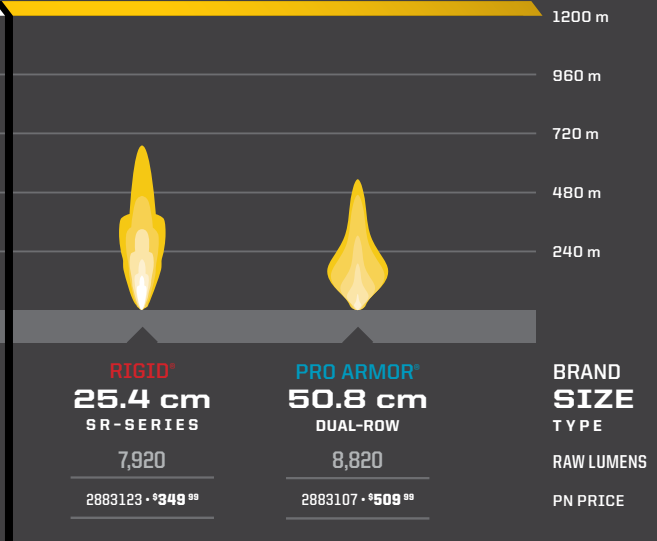 1200 m
960 m
720 m
480 m
240 m
RIGID® PRO ARMOR® BRAND
25.4 cm 50.8 cm SIZE
SR-SERIES DUAL-ROW TYPE
7,920 8,820 RAW LUMENS
2883123 • $349 99 2883107 • $509 99 PN PRICE